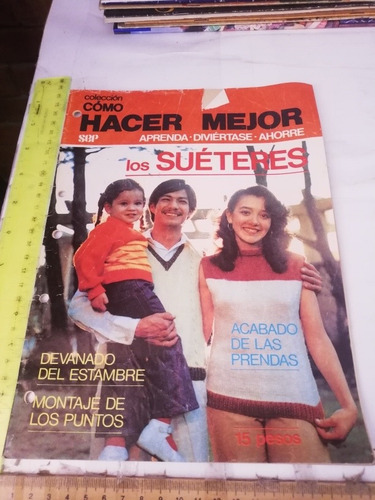 colección
CÓMO
HACER MEJOR
SEP
APRENDA · DIVIÉRTASE · AHORRE
los SUÉTERES
ACABADO
DE LAS
PRENDAS
DEVANADO
DEL ESTAMBRE
MONTAJE DE
LOS PUNTOS
15 pesos